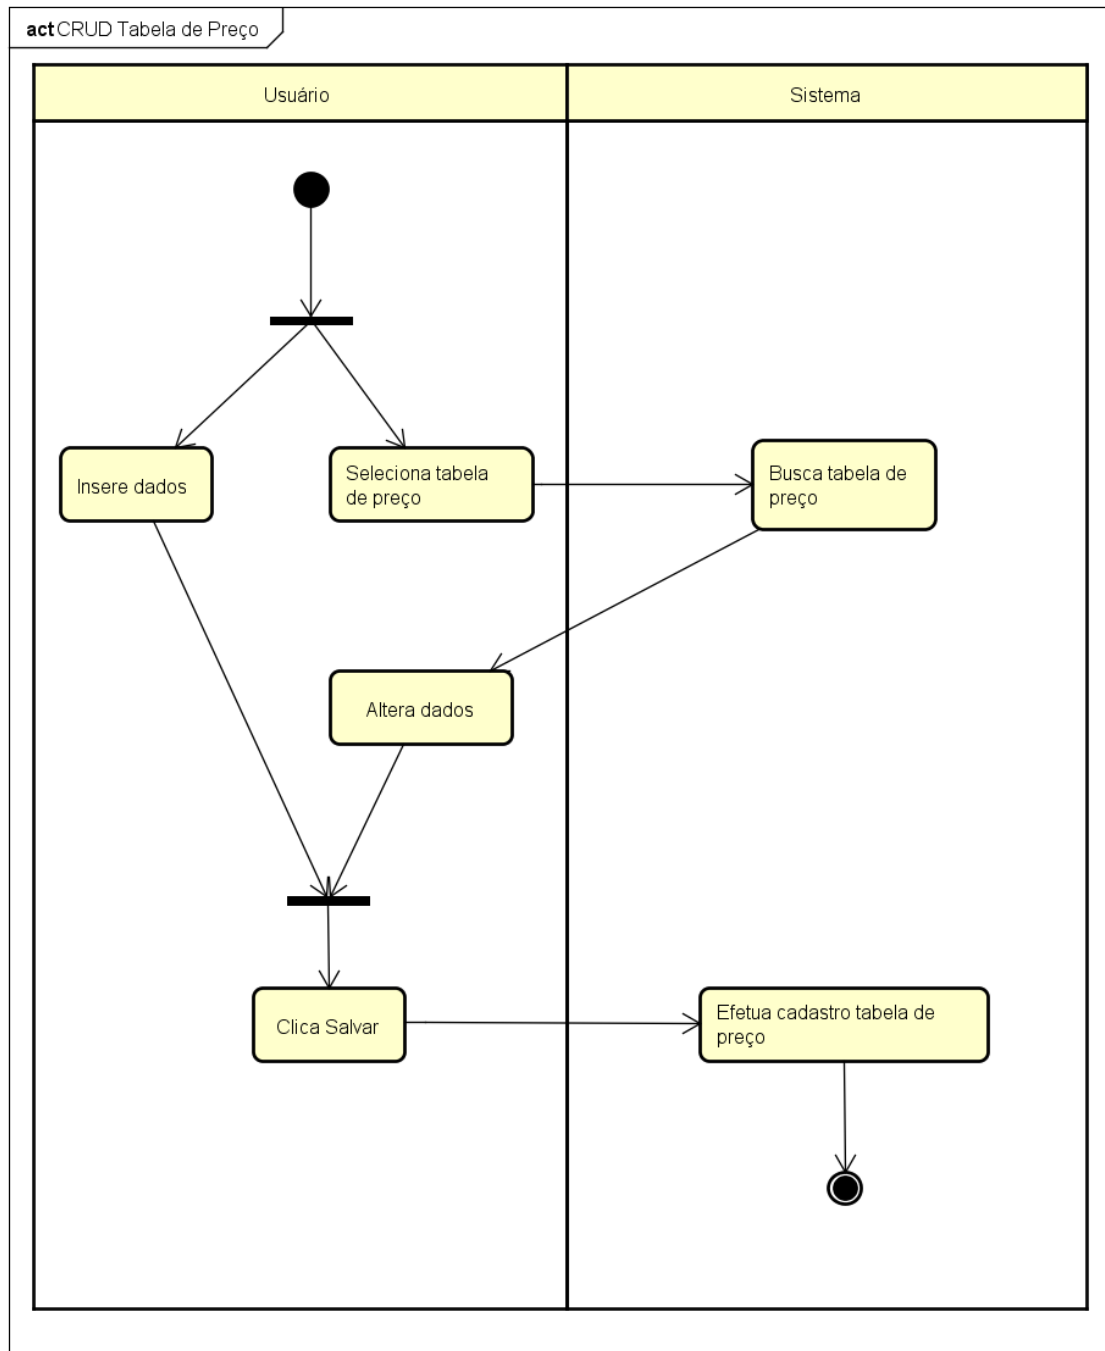 act CRUD Tabela de Preço
Usuário
Sistema
Insere dados
Seleciona tabela
de preço
Busca tabela de
preço
Altera dados
Clica Salvar
Efetua cadastro tabela de
preço